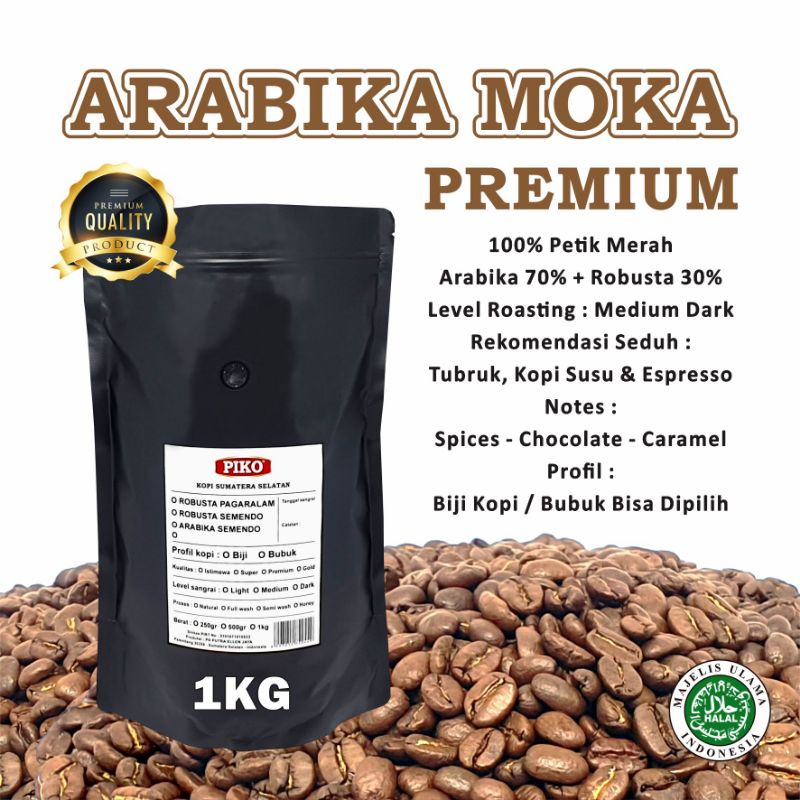 ARABIKA MOKA
PREMIUM
PREMIUM
QUALITY
PRODUCT
100% Petik Merah
Arabika 70% + Robusta 30%
Level Roasting : Medium Dark
Rekomendasi Seduh :
Tubruk, Kopi Susu & Espresso
Notes :
Spices - Chocolate - Caramel
Profil :
Biji Kopi / Bubuk Bisa Dipilih
PIKO
KOPI SUMATERA SELATAN
O ROBUSTA PAGARALAM
O ROBUSTA SEMENDO
O ARABIKA SEMENDO
O
Tanggal sangrai
Catatan :
Profil kopi : O Biji O Bubuk
Kualitas : O Istimewa O Super O Premium O Gold
Level sangrai : O Light O Medium O Dark
Proses : O Natural O Full wash O Semi wash O Honey
Berat : O 250gr O 500gr O 1kg
1KG
MAJELIS ULAMA
حلال
HALAL
INDONESIA